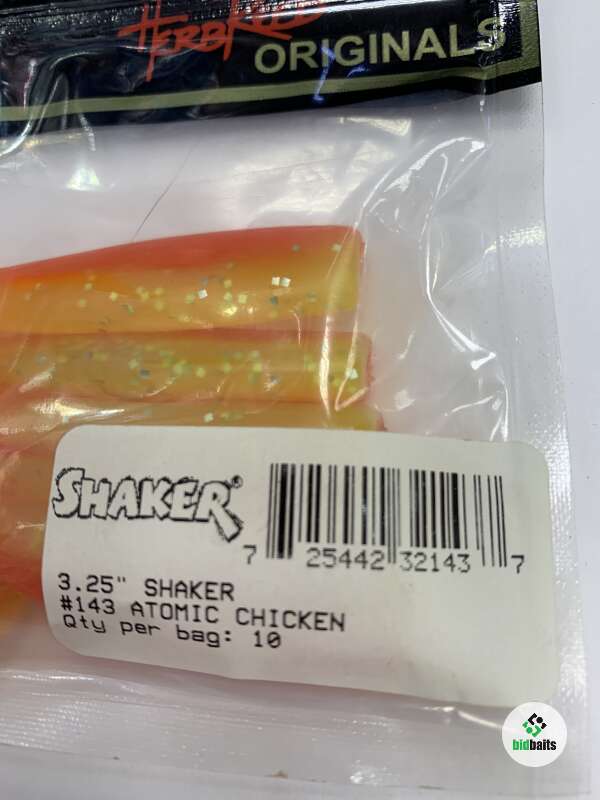 HERB REED
ORIGINALS
SHAKER®
7 25442 32143 7
3.25" SHAKER
#143 ATOMIC CHICKEN
Qty per bag: 10
bidbaits